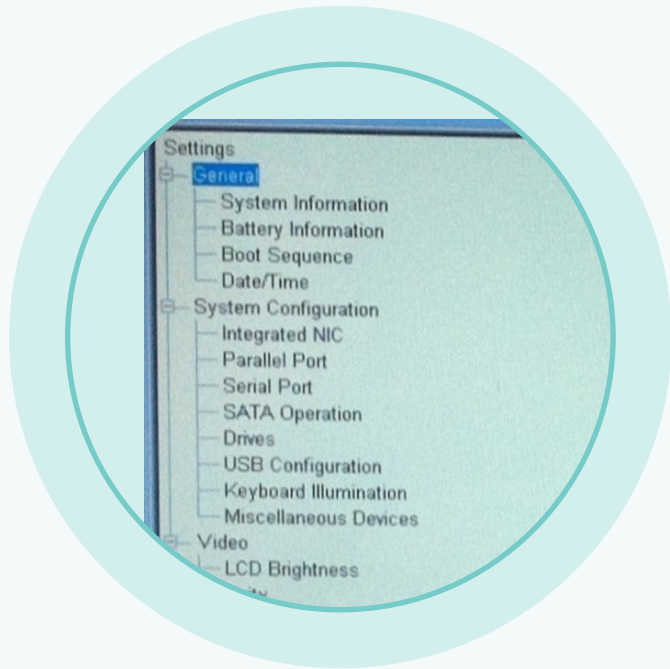 Settings
General
System Information
Battery Information
Boot Sequence
Date/Time
System Configuration
Integrated NIC
Parallel Port
Serial Port
SATA Operation
Drives
USB Configuration
Keyboard Illumination
Miscellaneous Devices
Video
LCD Brightness